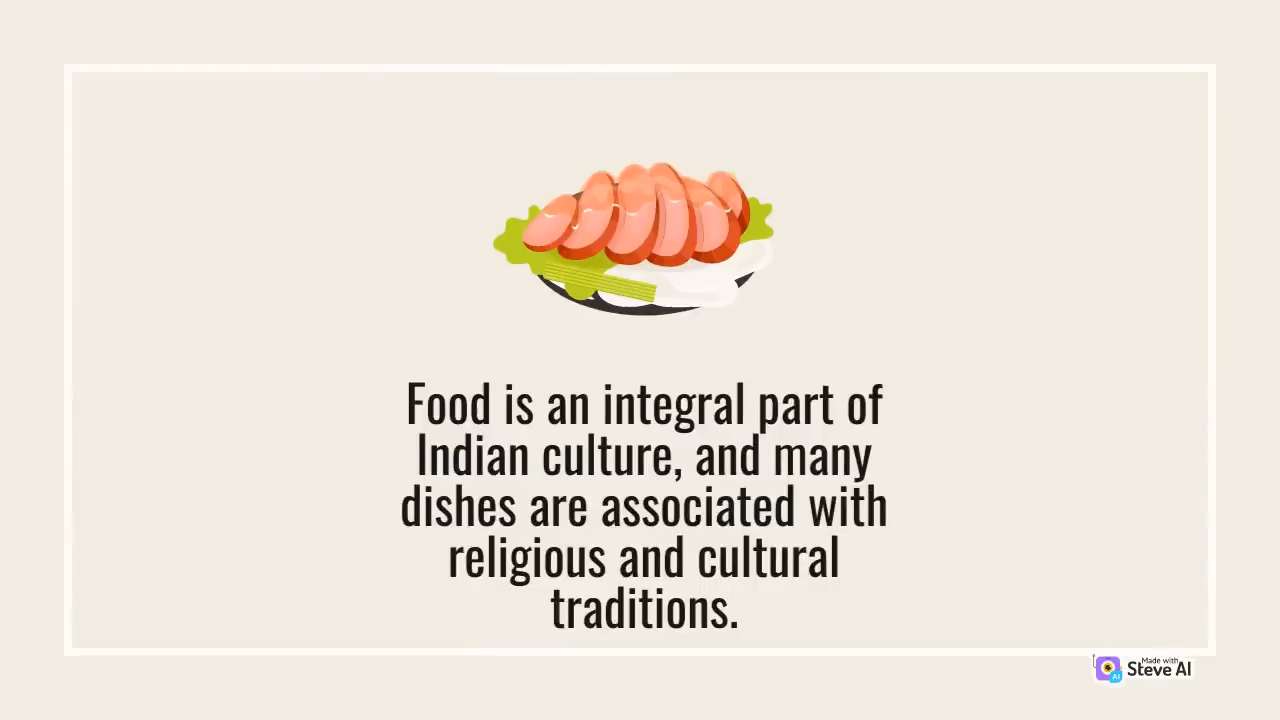 Food is an integral part of
Indian culture, and many
dishes are associated with
religious and cultural
traditions.
Made with
Steve AI
AI